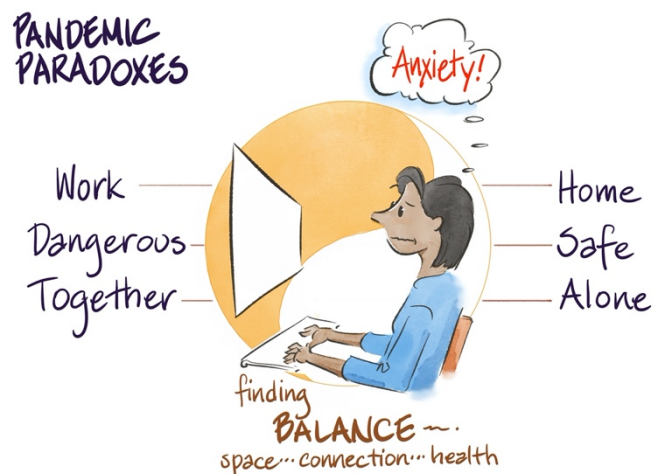 PANDEMIC
PARADOXES
Anxiety!
Work
Home
Dangerous
Safe
Together
Alone
finding
BALANCE ~.
space... connection... health